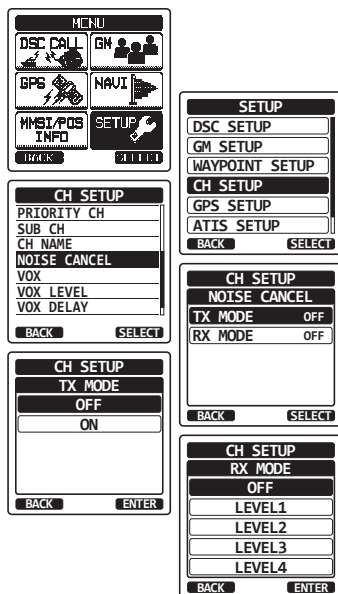 MENU
DSC CALL
GM
GPS
NAVI
MMSI/POS
INFO
SETUP
BACK
SELECT
SETUP
DSC SETUP
GM SETUP
WAYPOINT SETUP
CH SETUP
GPS SETUP
ATIS SETUP
BACK SELECT
CH SETUP
PRIORITY CH
SUB CH
CH NAME
NOISE CANCEL
VOX
VOX LEVEL
VOX DELAY
BACK SELECT
CH SETUP
NOISE CANCEL
TX MODE OFF
RX MODE OFF
BACK SELECT
CH SETUP
TX MODE
OFF
ON
BACK ENTER
CH SETUP
RX MODE
OFF
LEVEL1
LEVEL2
LEVEL3
LEVEL4
BACK ENTER